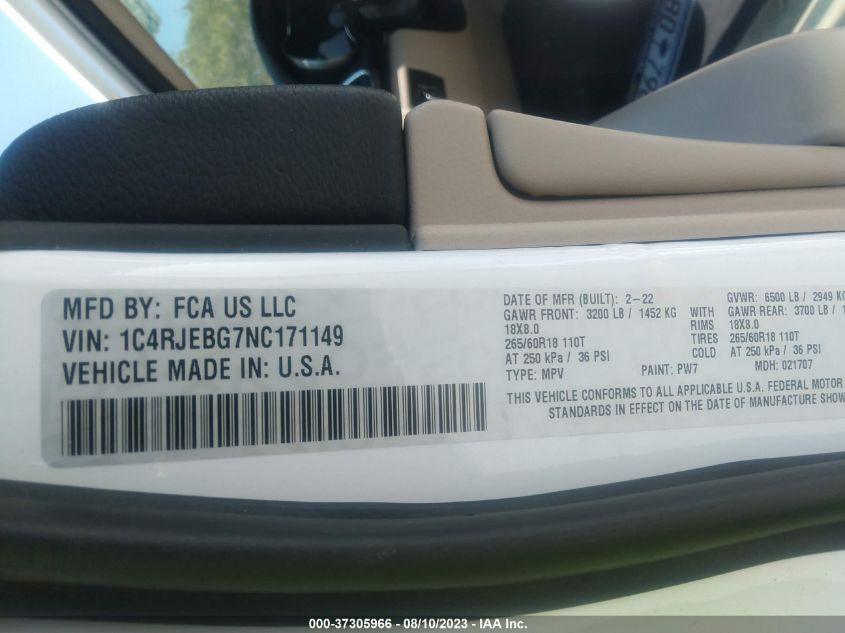 MFD BY: FCA US LLC
VIN: 1C4RJEBG7NC171149
VEHICLE MADE IN: U.S.A.
DATE OF MFR (BUILT): 2-22 GVWR: 6500 LB / 2949 KG
GAWR FRONT: 3200 LB / 1452 KG WITH GAWR REAR: 3700 LB /
18X8.0 RIMS 18X8.0
265/60R18 110T TIRES 265/60R18 110T
AT 250 kPa / 36 PSI COLD AT 250 kPa / 36 PSI
TYPE: MPV PAINT: PW7 MDH: 021707
THIS VEHICLE CONFORMS TO ALL APPLICABLE U.S.A. FEDERAL MOTOR
STANDARDS IN EFFECT ON THE DATE OF MANUFACTURE SHOW
000-37305966 - 08/10/2023 - IAA Inc.